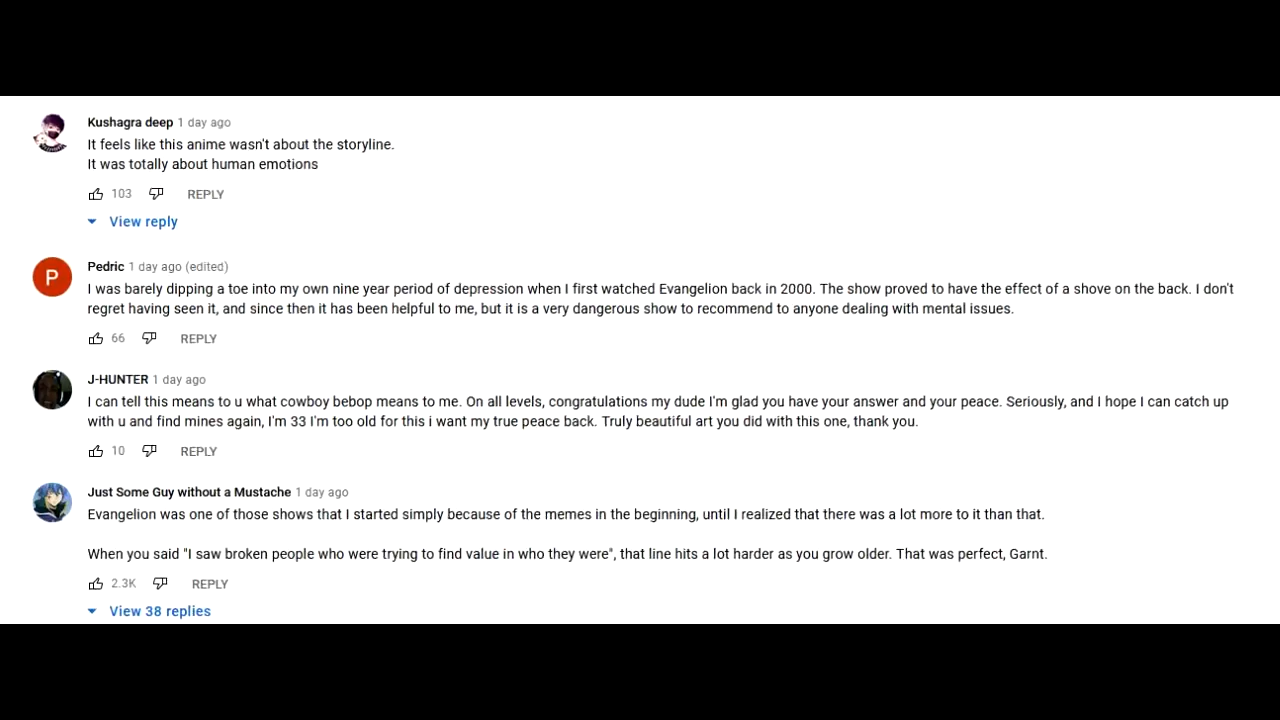 Kushagra deep 1 day ago
It feels like this anime wasn't about the storyline.
It was totally about human emotions
103 REPLY
View reply
P
Pedric 1 day ago (edited)
I was barely dipping a toe into my own nine year period of depression when I first watched Evangelion back in 2000. The show proved to have the effect of a shove on the back. I don't
regret having seen it, and since then it has been helpful to me, but it is a very dangerous show to recommend to anyone dealing with mental issues.
66 REPLY
J-HUNTER 1 day ago
I can tell this means to u what cowboy bebop means to me. On all levels, congratulations my dude I'm glad you have your answer and your peace. Seriously, and I hope I can catch up
with u and find mines again, I'm 33 I'm too old for this i want my true peace back. Truly beautiful art you did with this one, thank you.
10 REPLY
Just Some Guy without a Mustache 1 day ago
Evangelion was one of those shows that I started simply because of the memes in the beginning, until I realized that there was a lot more to it than that.
When you said "I saw broken people who were trying to find value in who they were", that line hits a lot harder as you grow older. That was perfect, Garnt.
2.3K REPLY
View 38 replies